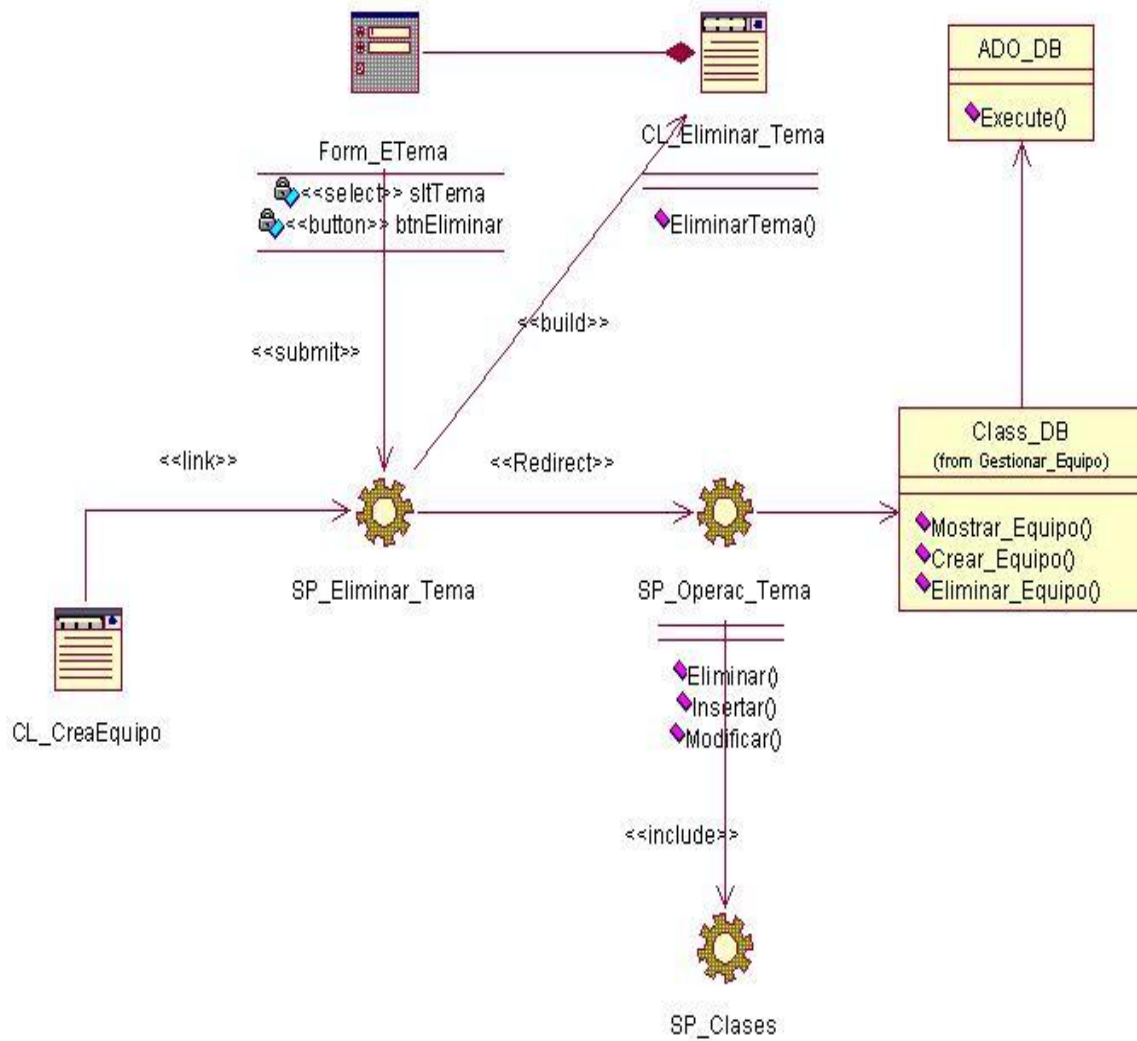 ADO_DB
Execute()
Form_ETema
<<select>> sltTema
<<button>> btnEliminar
CL_Eliminar_Tema
EliminarTema()
<<submit>>
<<build>>
<<link>>
<<Redirect>>
Class_DB
(from Gestionar_Equipo)
Mostrar_Equipo()
Crear_Equipo()
Eliminar_Equipo()
SP_Eliminar_Tema
SP_Operac_Tema
Eliminar()
Insertar()
Modificar()
CL_CreaEquipo
<<include>>
SP_Clases